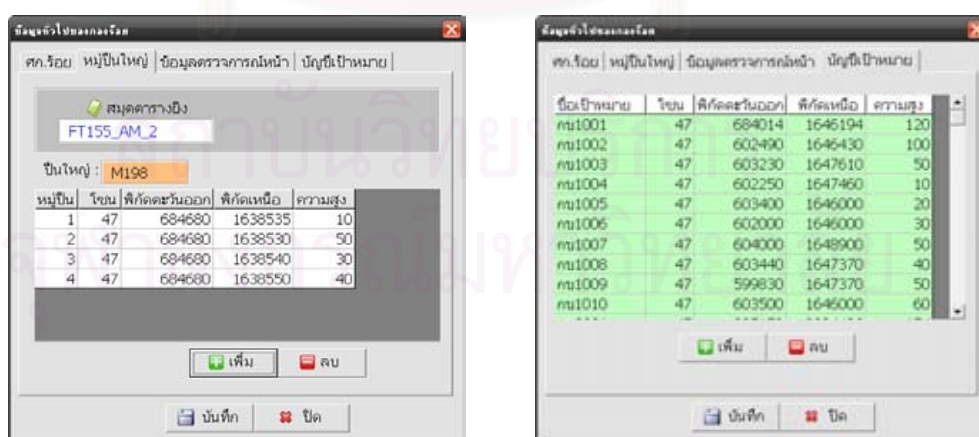 ข้อมูลทั่วไปของกองร้อย
ศก.ร้อย หมู่ปืนใหญ่ ข้อมูลตรวจการณ์หน้า บัญชีเป้าหมาย
สมุดตารางยิง
FT155_AM_2
ปืนใหญ่ : M198
หมู่ปืน โซน พิกัดตะวันออก พิกัดเหนือ ความสูง
1 47 684680 1638535 10
2 47 684680 1638530 50
3 47 684680 1638540 30
4 47 684680 1638550 40
เพิ่ม ลบ
บันทึก ปิด
ข้อมูลทั่วไปของกองร้อย
ศก.ร้อย หมู่ปืนใหญ่ ข้อมูลตรวจการณ์หน้า บัญชีเป้าหมาย
ชื่อเป้าหมาย โซน พิกัดตะวันออก พิกัดเหนือ ความสูง
กบ1001 47 684014 1646194 120
กบ1002 47 602490 1646430 100
กบ1003 47 603230 1647610 50
กบ1004 47 602250 1647460 10
กบ1005 47 603400 1646000 20
กบ1006 47 602000 1646000 30
กบ1007 47 604000 1648900 50
กบ1008 47 603440 1647370 40
กบ1009 47 599830 1647370 50
กบ1010 47 603500 1646000 60
เพิ่ม ลบ
บันทึก ปิด